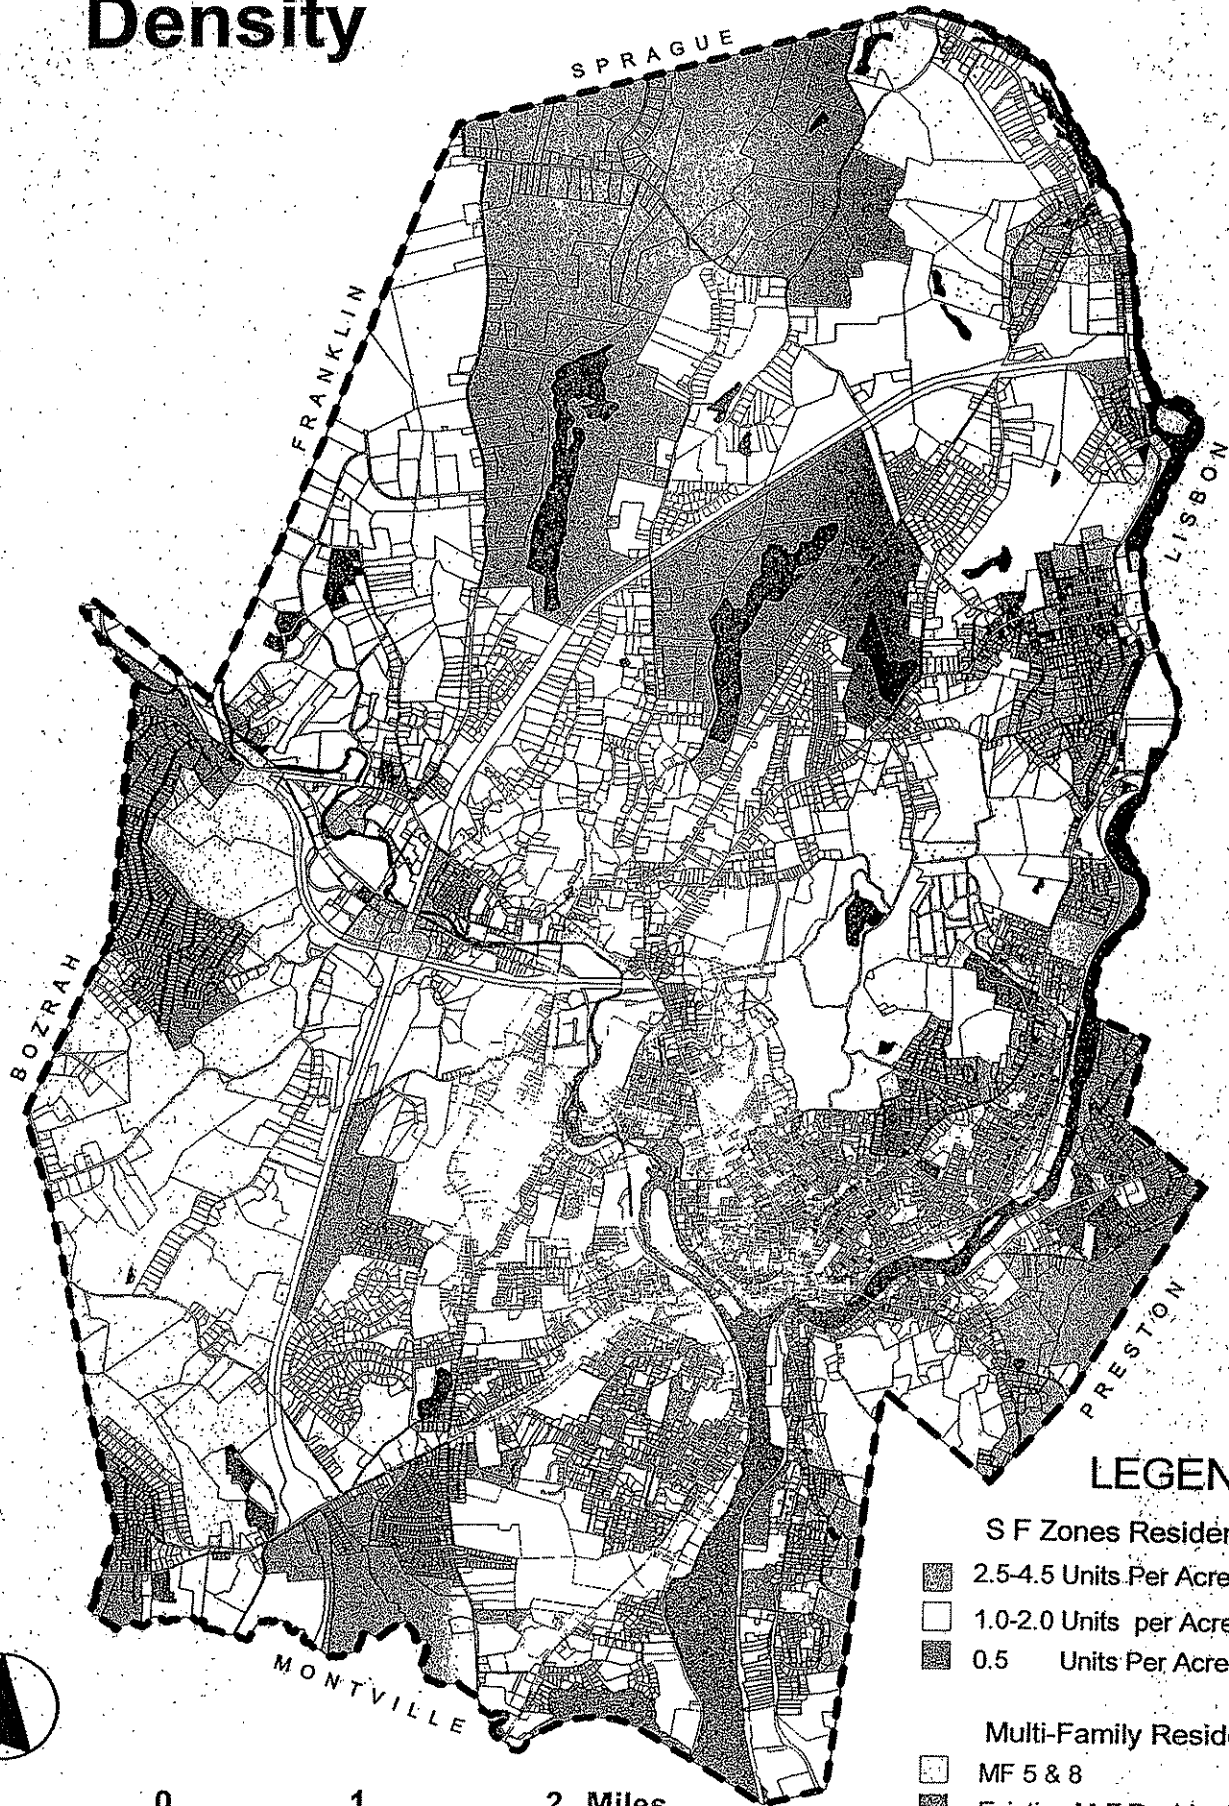 Density
SPRAGUE
FRANKLIN
LISBON
BOZRAH
PRESTON
MONTVILLE
LEGEN
S F Zones Residen
2.5-4.5 Units Per Acre
1.0-2.0 Units per Acre
0.5 Units Per Acre
Multi-Family Reside
MF 5 & 8
0 1 2 Miles